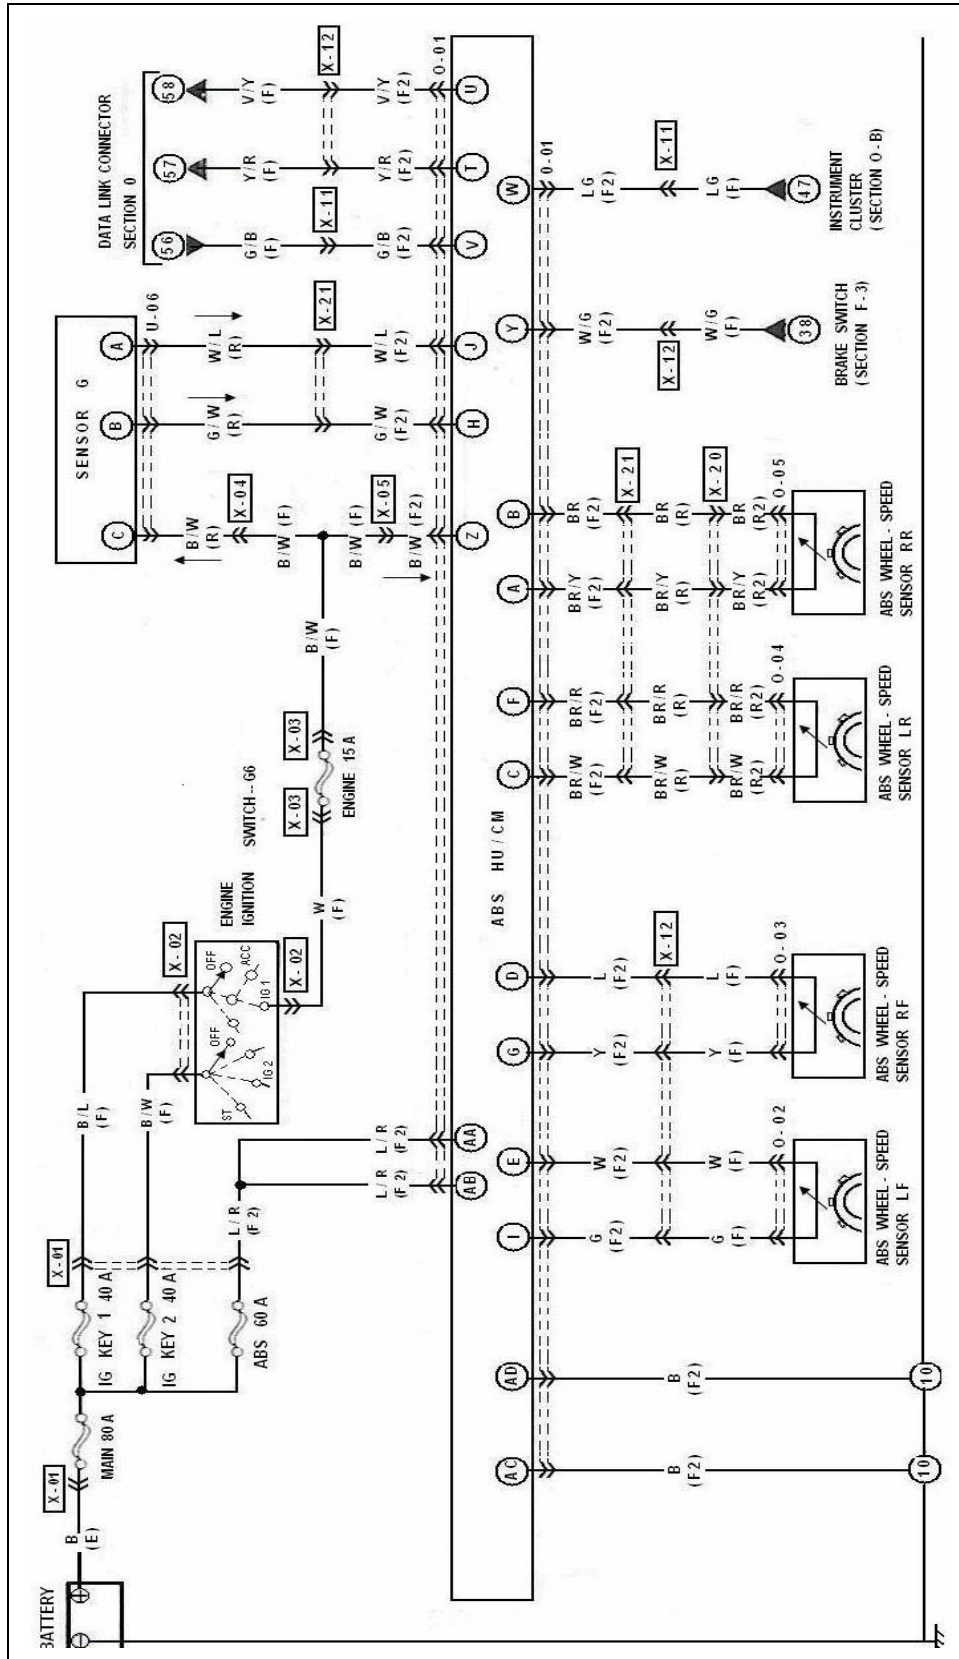 BATTERY
B
(E)
X-01
MAIN 80 A
IG KEY 1 40 A
IG KEY 2 40 A
ABS 60 A
X-01
B/L
(F)
B/W
(F)
L/R
(F2)
L/R
(F2)
L/R
(F2)
X-02
ST
OFF
IG2
OFF
ACC
IG1
X-02
ENGINE
IGNITION
SWITCH-G6
W
(F)
X-03
X-03
ENGINE 15 A
B/W
(F)
SENSOR G
C
B
A
U-06
B/W
(R)
X-04
B/W (F)
B/W (F)
X-05
B/W (F2)
G/W
(R)
W/L
(R)
X-21
G/W
(F2)
W/L
(F2)
DATA LINK CONNECTOR
SECTION 0
56
57
58
G/B
(F)
Y/R
(F)
V/Y
(F)
X-11
X-12
G/B
(F2)
Y/R
(F2)
V/Y
(F2)
O-01
AB
AA
Z
H
J
V
T
U
ABS HU/CM
AC
AD
I
E
G
D
C
F
A
B
Y
W
0-01
B
(F2)
B
(F2)
10
10
G
(F2)
W
(F2)
Y
(F2)
L
(F2)
X-12
G
(F)
W
(F)
Y
(F)
L
(F)
O-02
O-03
ABS WHEEL-SPEED
SENSOR LF
ABS WHEEL-SPEED
SENSOR RF
BR/W
(F2)
BR/R
(F2)
BR/Y
(F2)
BR
(F2)
X-21
BR/W
(R)
BR/R
(R)
BR/Y
(R)
BR
(R)
X-20
BR/W
(R2)
BR/R
(R2)
BR/Y
(R2)
BR
(R2)
O-04
O-05
ABS WHEEL-SPEED
SENSOR LR
ABS WHEEL-SPEED
SENSOR RR
W/G
(F2)
X-12
W/G
(F)
38
BRAKE SWITCH
(SECTION F-3)
LG
(F2)
X-11
LG
(F)
47
INSTRUMENT
CLUSTER
(SECTION O-B)